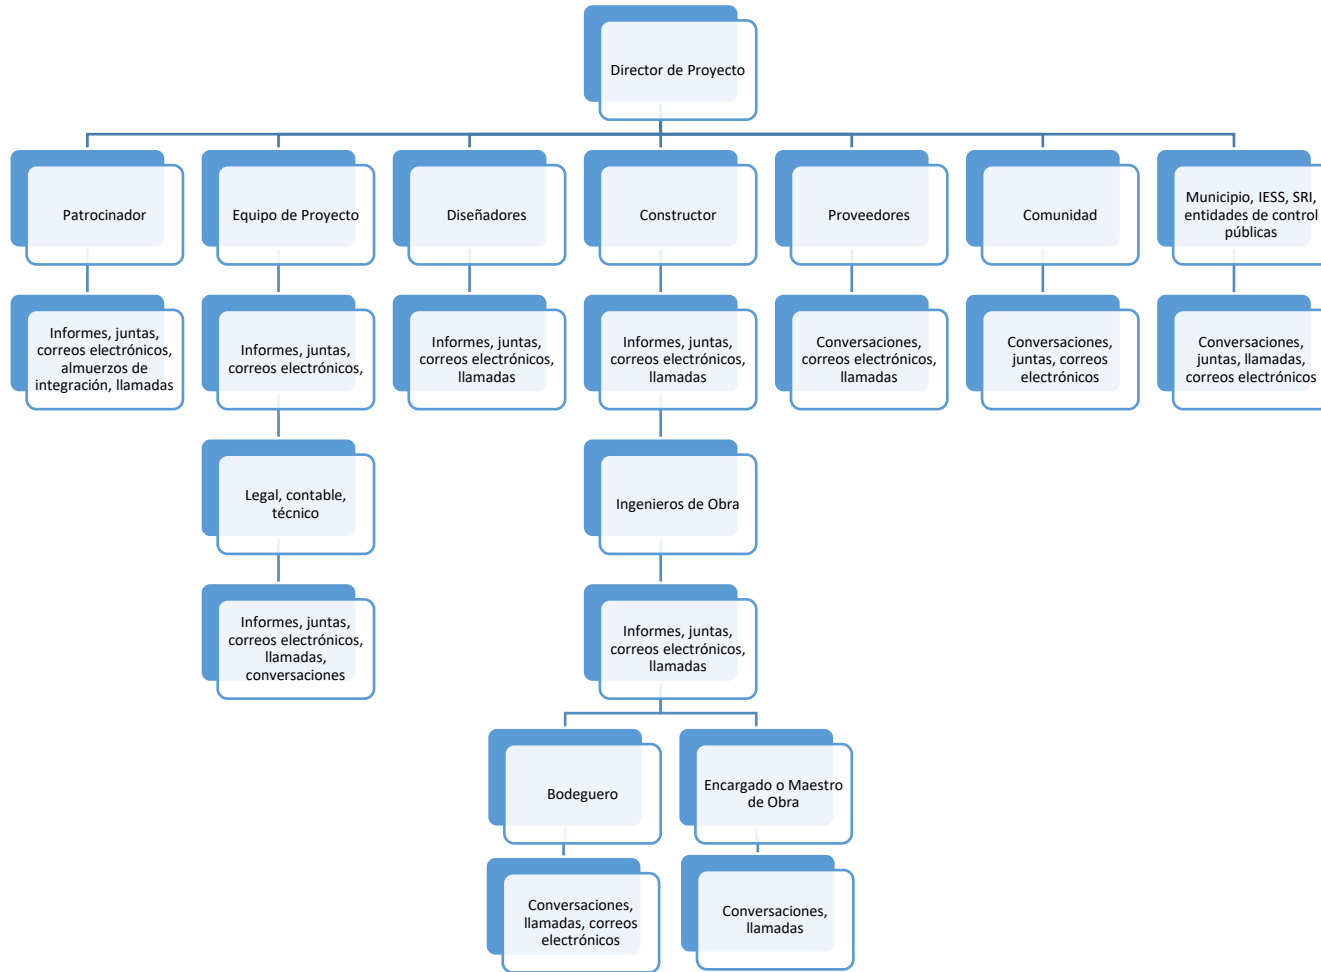 Director de Proyecto
Patrocinador
Equipo de Proyecto
Diseñadores
Constructor
Proveedores
Comunidad
Municipio, IESS, SRI,
entidades de control
públicas
Informes, juntas,
correos electrónicos,
almuerzos de
integración, llamadas
Informes, juntas,
correos electrónicos,
Informes, juntas,
correos electrónicos,
llamadas
Informes, juntas,
correos electrónicos,
llamadas
Conversaciones,
correos electrónicos,
llamadas
Conversaciones,
juntas, correos
electrónicos
Conversaciones,
juntas, llamadas,
correos electrónicos
Legal, contable,
técnico
Ingenieros de Obra
Informes, juntas,
correos electrónicos,
llamadas,
conversaciones
Informes, juntas,
correos electrónicos,
llamadas
Bodeguero
Encargado o Maestro
de Obra
Conversaciones,
llamadas, correos
electrónicos
Conversaciones,
llamadas